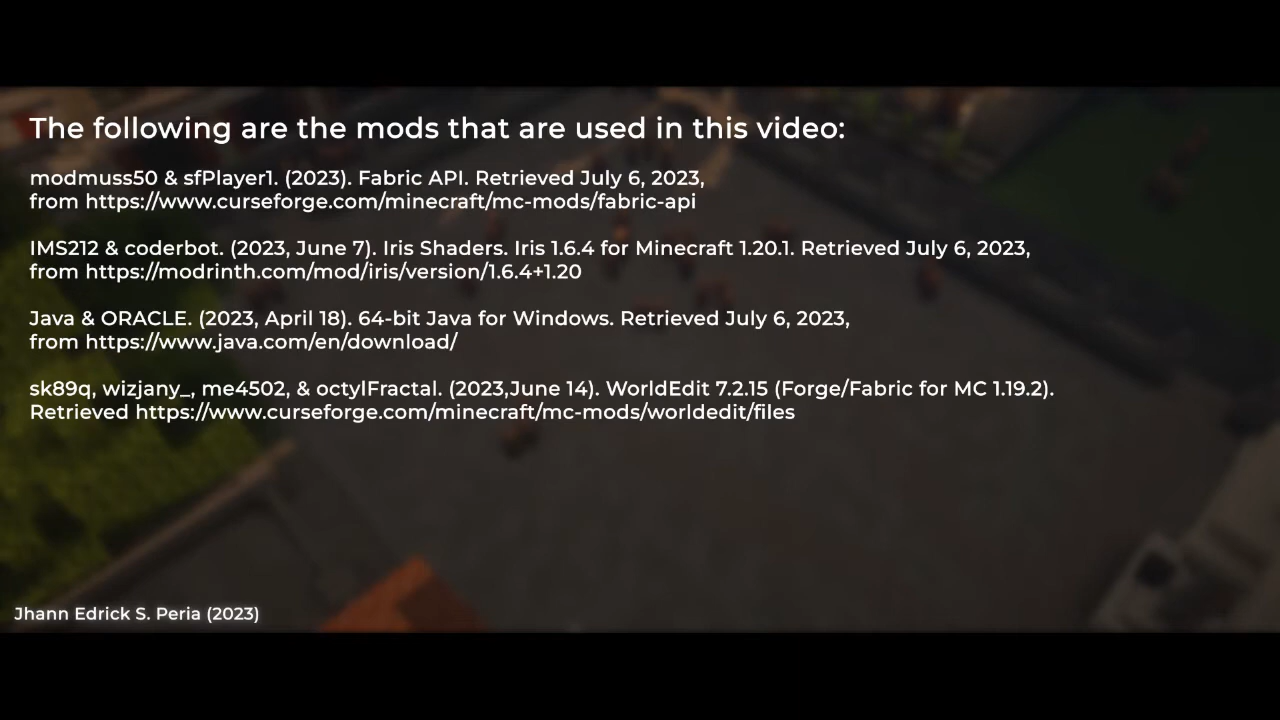 The following are the mods that are used in this video:
modmuss50 & sfPlayer1. (2023). Fabric API. Retrieved July 6, 2023,
from https://www.curseforge.com/minecraft/mc-mods/fabric-api
IMS212 & coderbot. (2023, June 7). Iris Shaders. Iris 1.6.4 for Minecraft 1.20.1. Retrieved July 6, 2023,
from https://modrinth.com/mod/iris/version/1.6.4+1.20
Java & ORACLE. (2023, April 18). 64-bit Java for Windows. Retrieved July 6, 2023,
from https://www.java.com/en/download/
sk89q, wizjany_, me4502, & octylFractal. (2023,June 14). WorldEdit 7.2.15 (Forge/Fabric for MC 1.19.2).
Retrieved https://www.curseforge.com/minecraft/mc-mods/worldedit/files
Jhann Edrick S. Peria (2023)